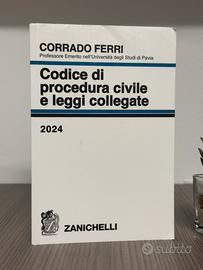 CORRADO FERRI
Professore Emerito nell'Università degli Studi di Pavia
Codice di
procedura civile
e leggi collegate
2024
ZANICHELLI
subito